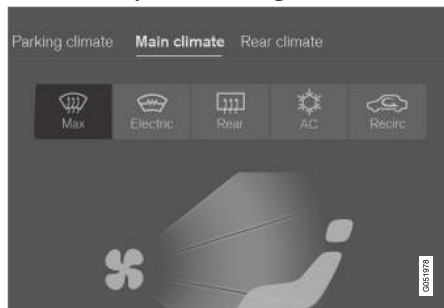 Parking climate Main climate Rear climate
Max Electric Rear AC Recirc
G051978